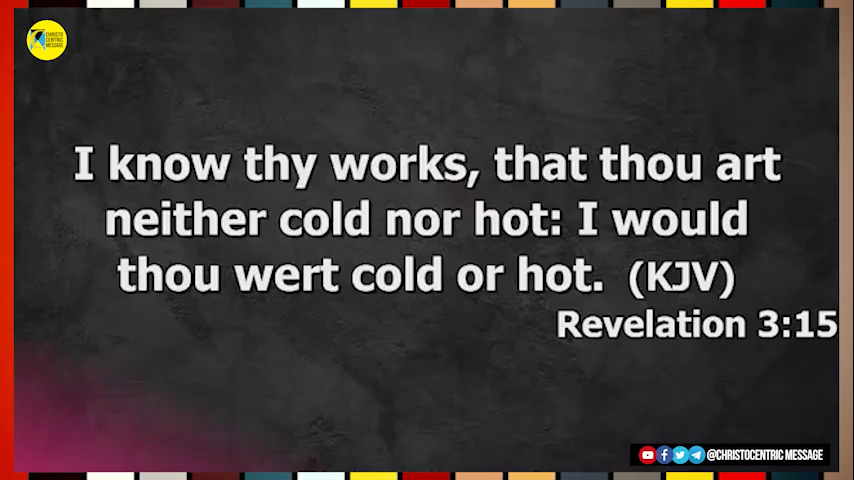 CHRISTO
CENTRIC
MESSAGE
I know thy works, that thou art
neither cold nor hot: I would
thou wert cold or hot. (KJV)
Revelation 3:15
@CHRISTOCENTRIC MESSAGE